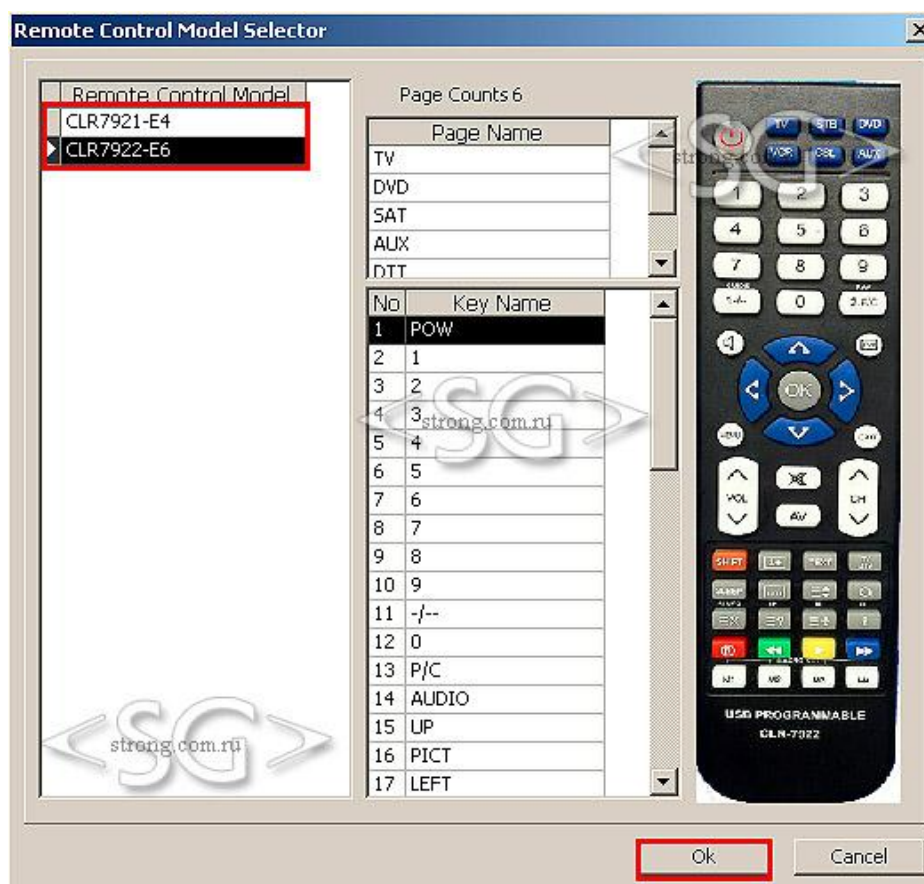 Remote Control Model Selector
Remote Control Model
CLR7921-E4
CLR7922-E6
Page Counts 6
Page Name
TV
DVD
SAT
AUX
DTT
No Key Name
1 POW
2 1
3 2
4 3
5 4
6 5
7 6
8 7
9 8
10 9
11 -/--
12 0
13 P/C
14 AUDIO
15 UP
16 PICT
17 LEFT
TV STB DVD
VCR CBL AUX
1 2 3
4 5 6
7 8 9
0
OK
MENU
VOL
CH
AV
SHIFT
TEXT
USB PROGRAMMABLE
CLR-7922
<SG>
strong.com.ru
<SG>
strong.com.ru
<SG>
strong.com.ru
Ok Cancel